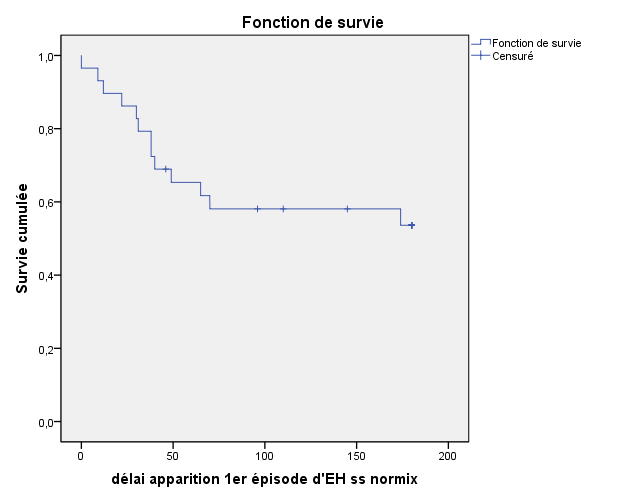 Fonction de survie
Fonction de survie
Censuré
1,0
0,8
0,6
0,4
0,2
0,0
Survie cumulée
0 50 100 150 200
délai apparition 1er épisode d'EH ss normix